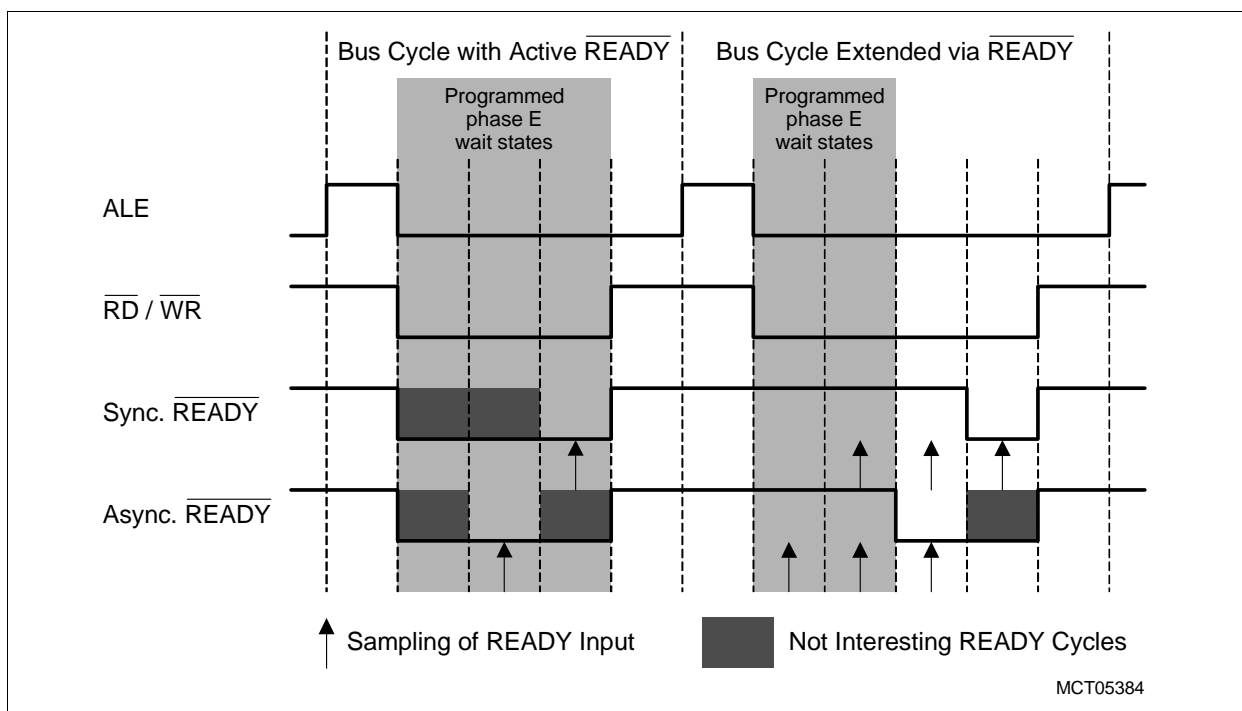 Bus Cycle with Active READY
Bus Cycle Extended via READY
Programmed
phase E
wait states
Programmed
phase E
wait states
ALE
RD / WR
Sync. READY
Async. READY
Sampling of READY Input
Not Interesting READY Cycles
MCT05384